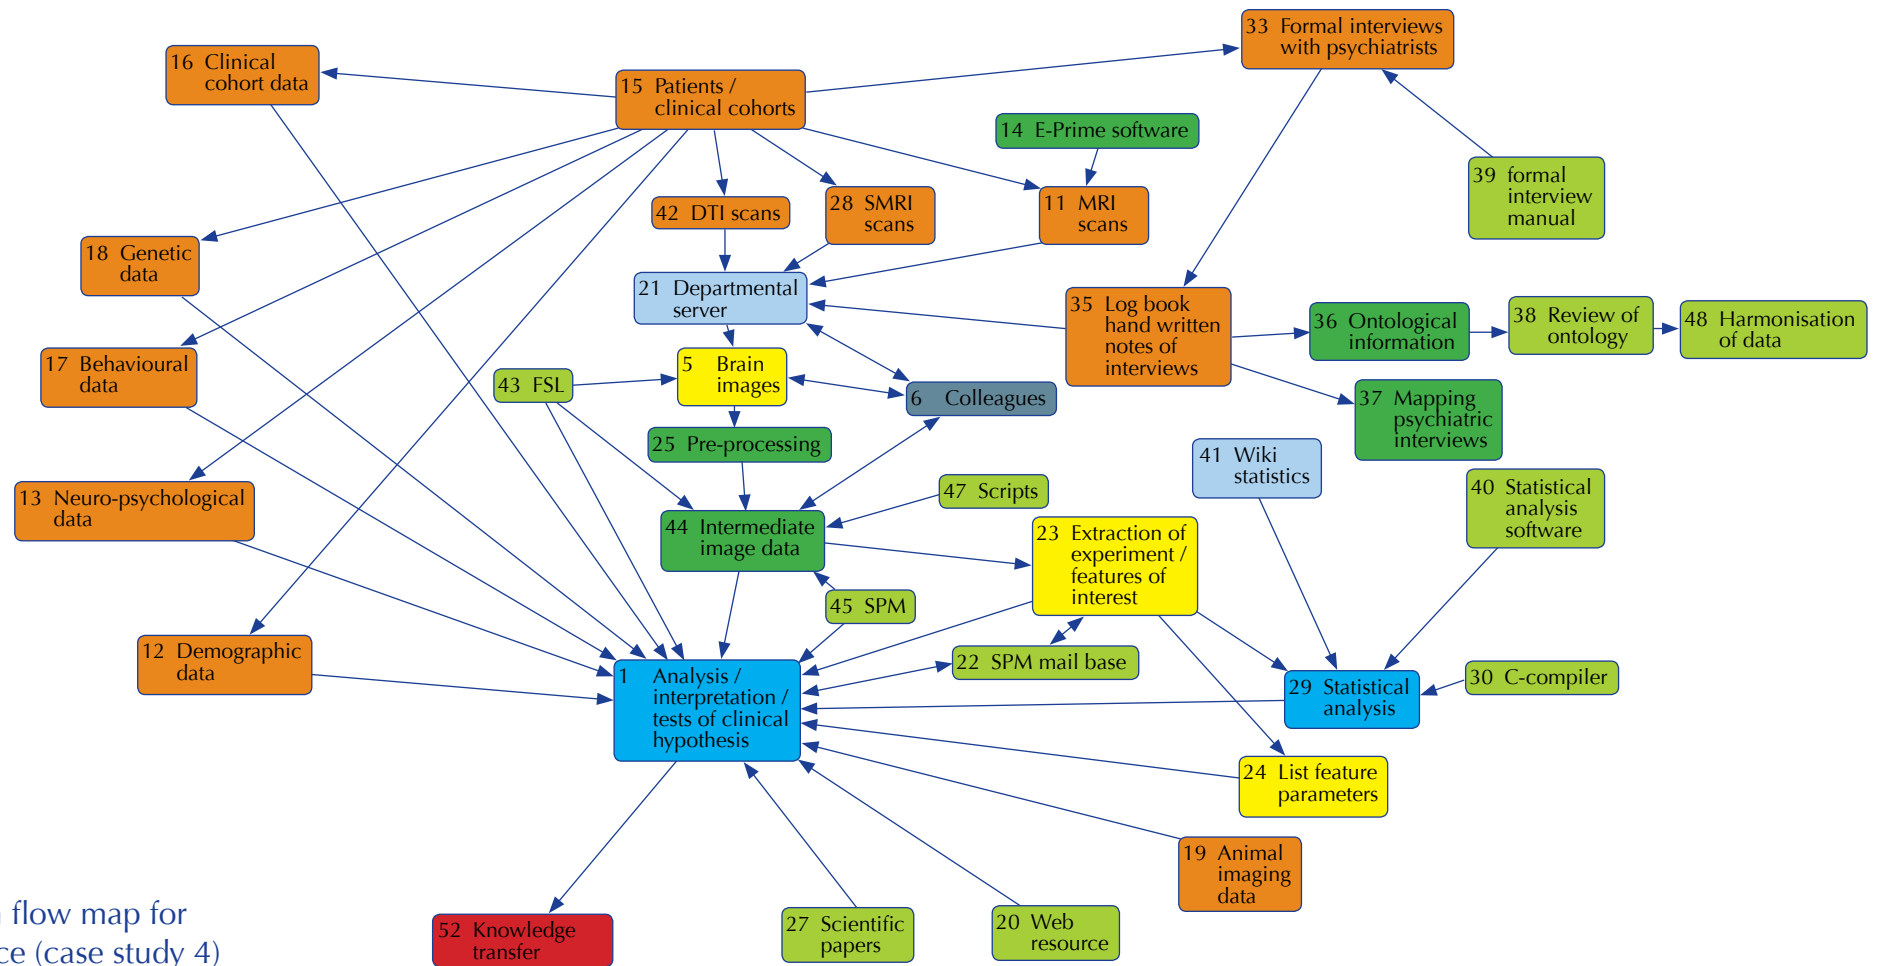 33 Formal interviews
with psychiatrists
16 Clinical
cohort data
15 Patients /
clinical cohorts
14 E-Prime software
39 formal
interview
manual
42 DTI scans
28 SMRI
scans
11 MRI
scans
18 Genetic
data
21 Departmental
server
35 Log book
hand written
notes of
interviews
36 Ontological
information
38 Review of
ontology
48 Harmonisation
of data
17 Behavioural
data
43 FSL
5 Brain
images
6 Colleagues
37 Mapping
psychiatric
interviews
25 Pre-processing
41 Wiki
statistics
40 Statistical
analysis
software
13 Neuro-psychological
data
47 Scripts
44 Intermediate
image data
23 Extraction of
experiment /
features of
interest
45 SPM
12 Demographic
data
22 SPM mail base
1 Analysis /
interpretation /
tests of clinical
hypothesis
29 Statistical
analysis
30 C-compiler
24 List feature
parameters
19 Animal
imaging
data
52 Knowledge
transfer
27 Scientific
papers
20 Web
resource
flow map for
(case study 4)